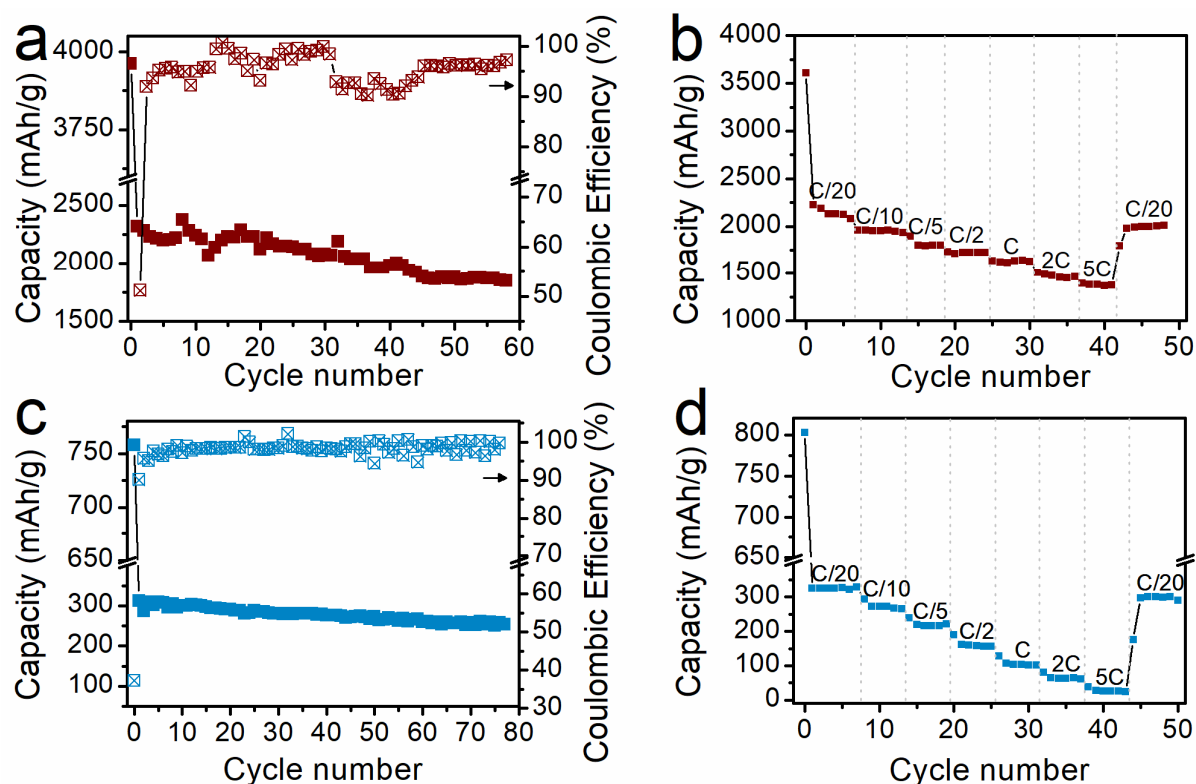 a
Capacity (mAh/g)
4000
3750
2500
2250
2000
1750
1500
100
90
80
70
60
50
Coulombic Efficiency (%)
0 10 20 30 40 50 60
Cycle number
b
Capacity (mAh/g)
4000
3500
3000
2500
2000
1500
1000
C/20
C/10
C/5
C/2
C
2C
5C
C/20
0 10 20 30 40 50
Cycle number
c
Capacity (mAh/g)
750
700
650
300
200
100
100
90
80
70
60
50
40
30
Coulombic Efficiency (%)
0 10 20 30 40 50 60 70 80
Cycle number
d
Capacity (mAh/g)
800
750
700
650
300
200
100
0
C/20
C/10
C/5
C/2
C
2C
5C
C/20
0 10 20 30 40 50
Cycle number